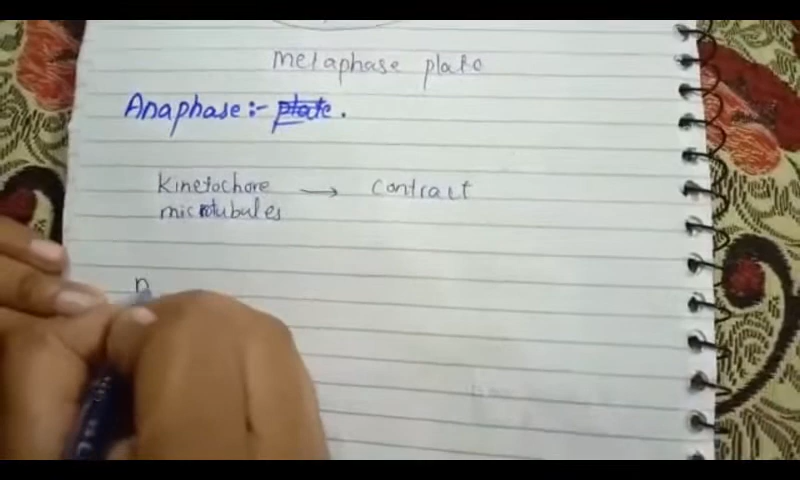 metaphase plate
Anaphase:- plate.
kinetochore → contract
microtubules
n